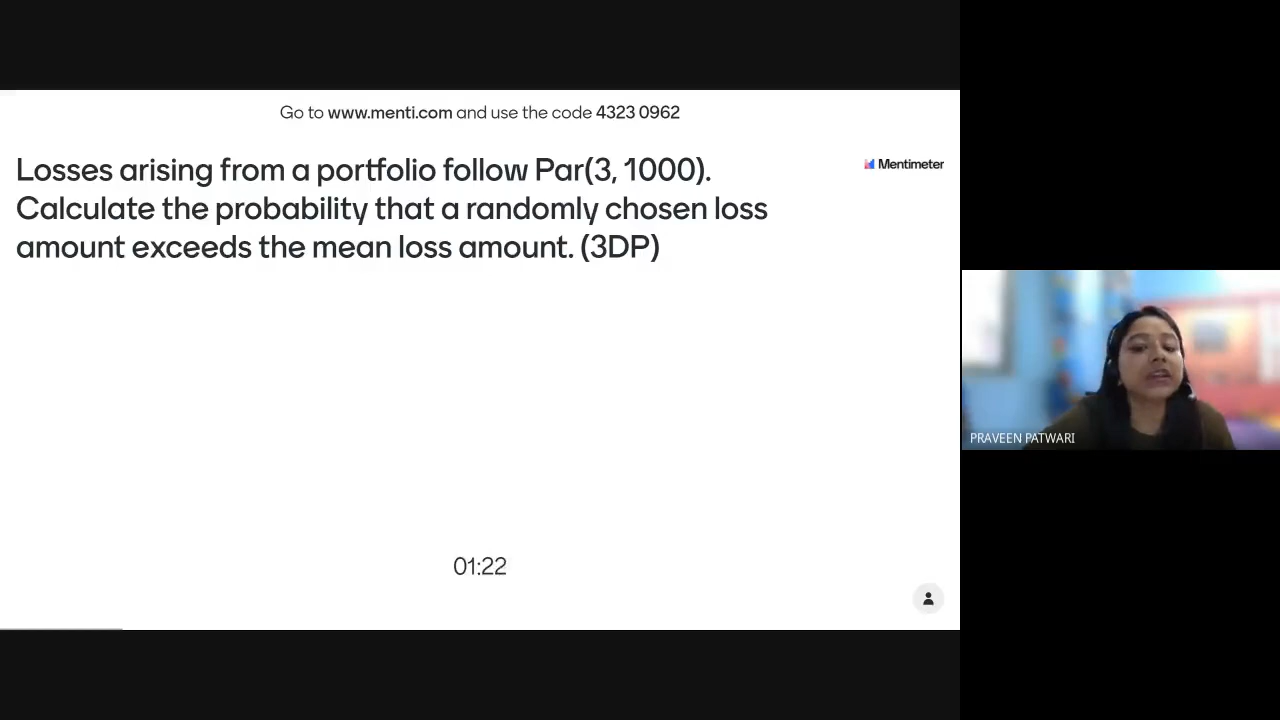 Go to www.menti.com and use the code 4323 0962
Mentimeter
Losses arising from a portfolio follow Par(3, 1000).
Calculate the probability that a randomly chosen loss
amount exceeds the mean loss amount. (3DP)
PRAVEEN PATWARI
01:22